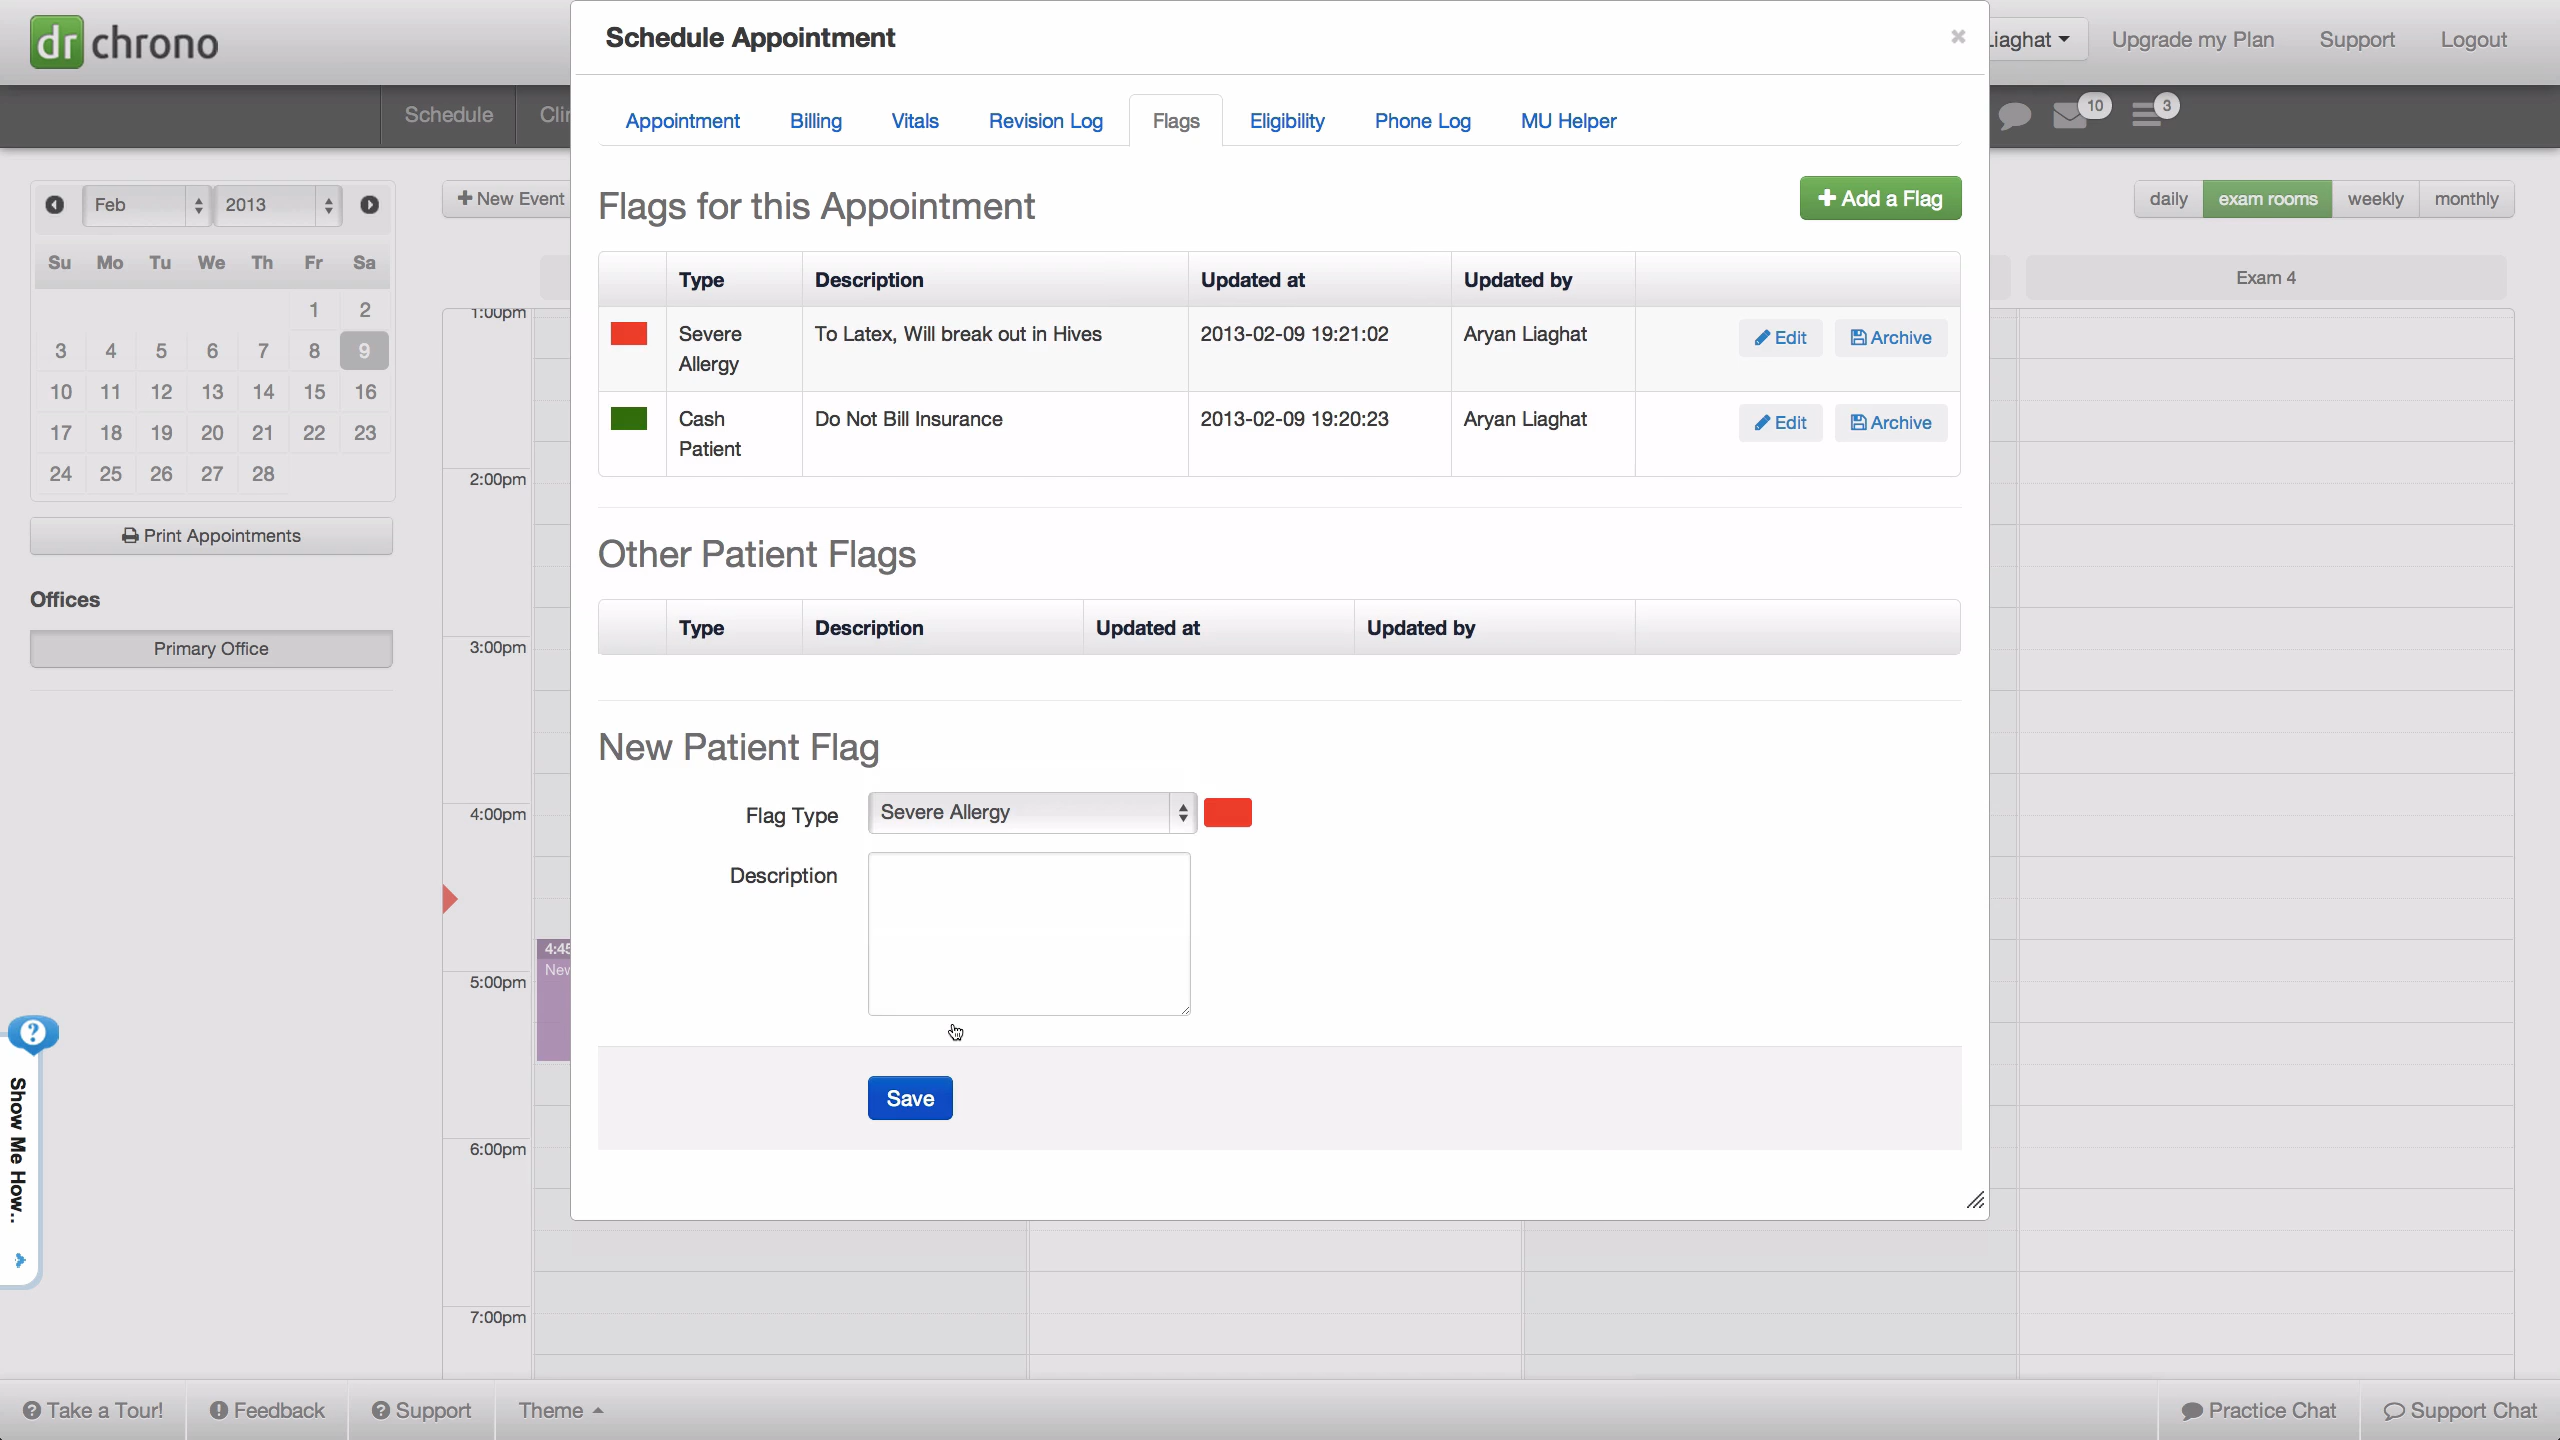 dr chrono
Schedule Appointment
Upgrade my Plan
Support
Logout
Schedule
10
3
Appointment
Billing
Vitals
Revision Log
Flags
Eligibility
Phone Log
MU Helper
Feb
2013
Su Mo Tu We Th Fr Sa
1 2
3 4 5 6 7 8 9
10 11 12 13 14 15 16
17 18 19 20 21 22 23
24 25 26 27 28
Print Appointments
Offices
Primary Office
New Event
daily
exam rooms
weekly
monthly
Exam 4
1:00pm
2:00pm
3:00pm
4:00pm
4:45
New
5:00pm
6:00pm
7:00pm
Flags for this Appointment
Add a Flag
Type Description Updated at Updated by
Severe To Latex, Will break out in Hives 2013-02-09 19:21:02 Aryan Liaghat Edit Archive
Allergy
Cash Do Not Bill Insurance 2013-02-09 19:20:23 Aryan Liaghat Edit Archive
Patient
Other Patient Flags
Type Description Updated at Updated by
New Patient Flag
Flag Type Severe Allergy
Description
Save
Show Me How..
Take a Tour!
Feedback
Support
Theme
Practice Chat
Support Chat